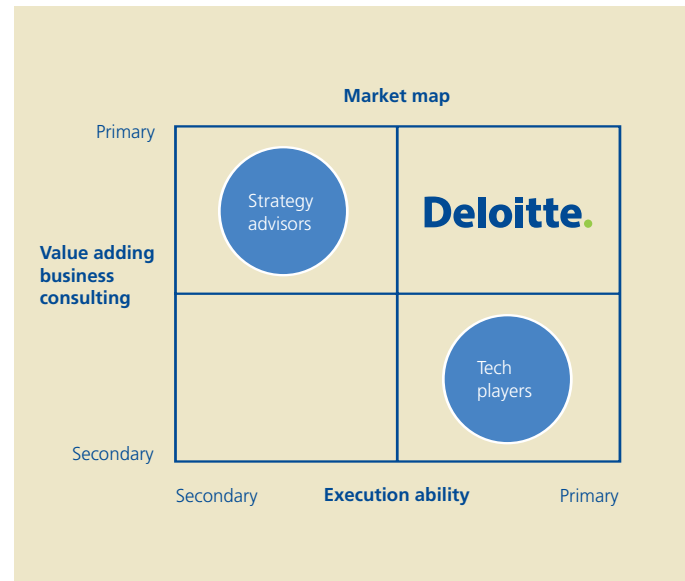 Market map
Primary
Strategy
advisors
Deloitte.
Value adding
business
consulting
Tech
players
Secondary
Secondary
Execution ability
Primary